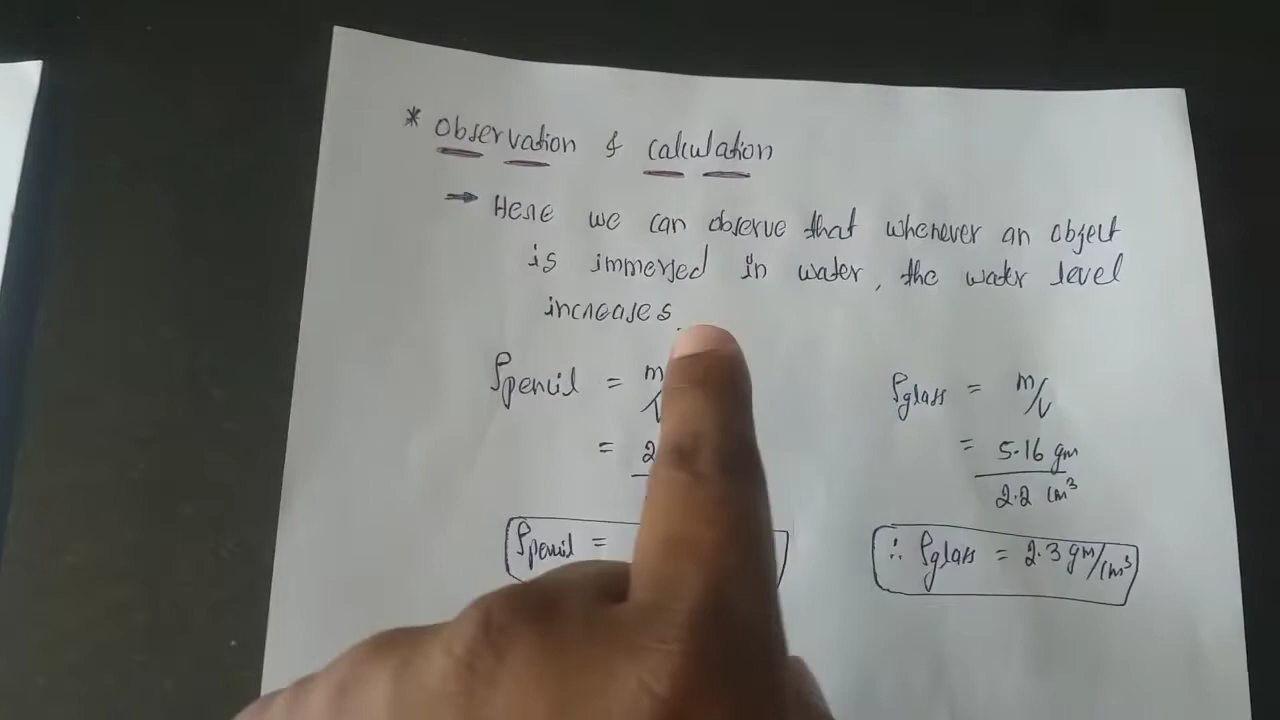 * Observation & calculation
→ Here we can observe that whenever an object
is immersed in water, the water level
increases.
ρpencil = m
= 2
ρpencil =
ρglass = m/v
= 5.16 gm
2.2 cm³
∴ ρglass = 2.3 gm/cm³